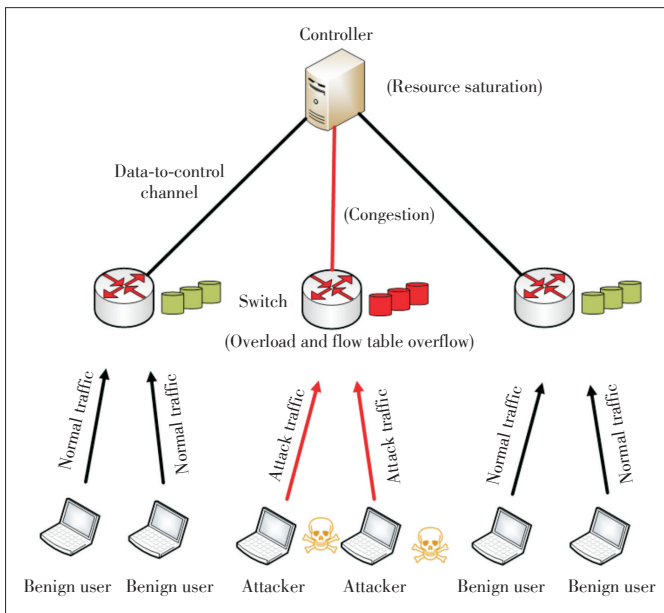 Controller
(Resource saturation)
Data-to-control
channel
(Congestion)
Switch
(Overload and flow table overflow)
Normal traffic
Normal traffic
Attack traffic
Attack traffic
Normal traffic
Normal traffic
Benign user
Benign user
Attacker
Attacker
Benign user
Benign user